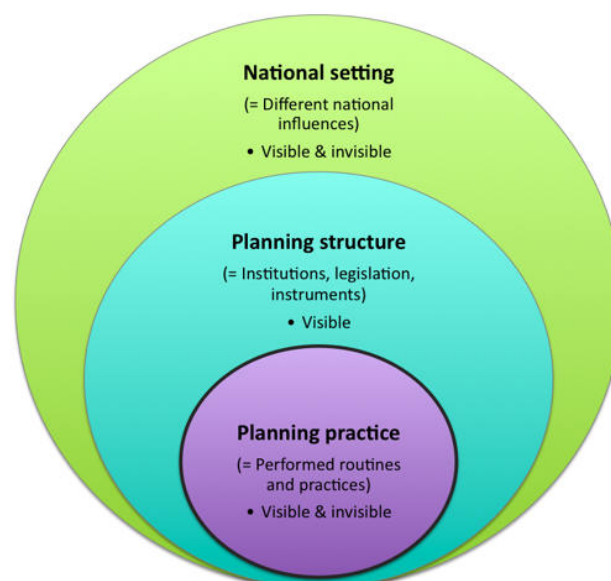 National setting
(= Different national
influences)
• Visible & invisible
Planning structure
(= Institutions, legislation,
instruments)
• Visible
Planning practice
(= Performed routines
and practices)
• Visible & invisible